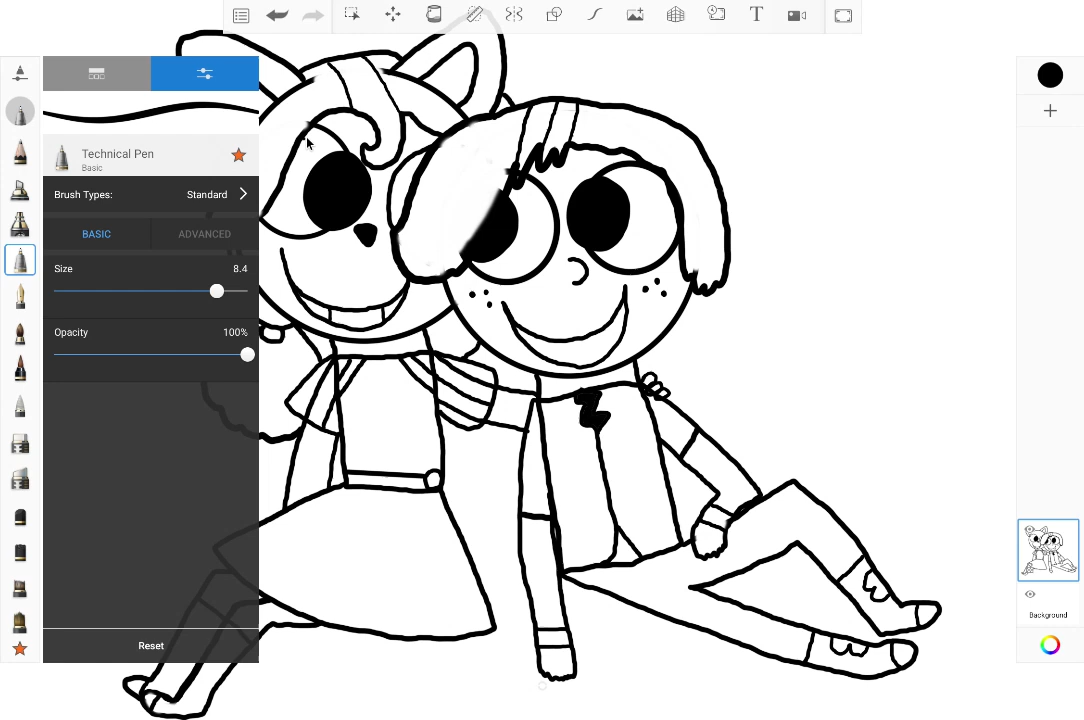 T
Technical Pen
Basic
Brush Types: Standard
BASIC ADVANCED
Size 8.4
Opacity 100%
Reset
Background